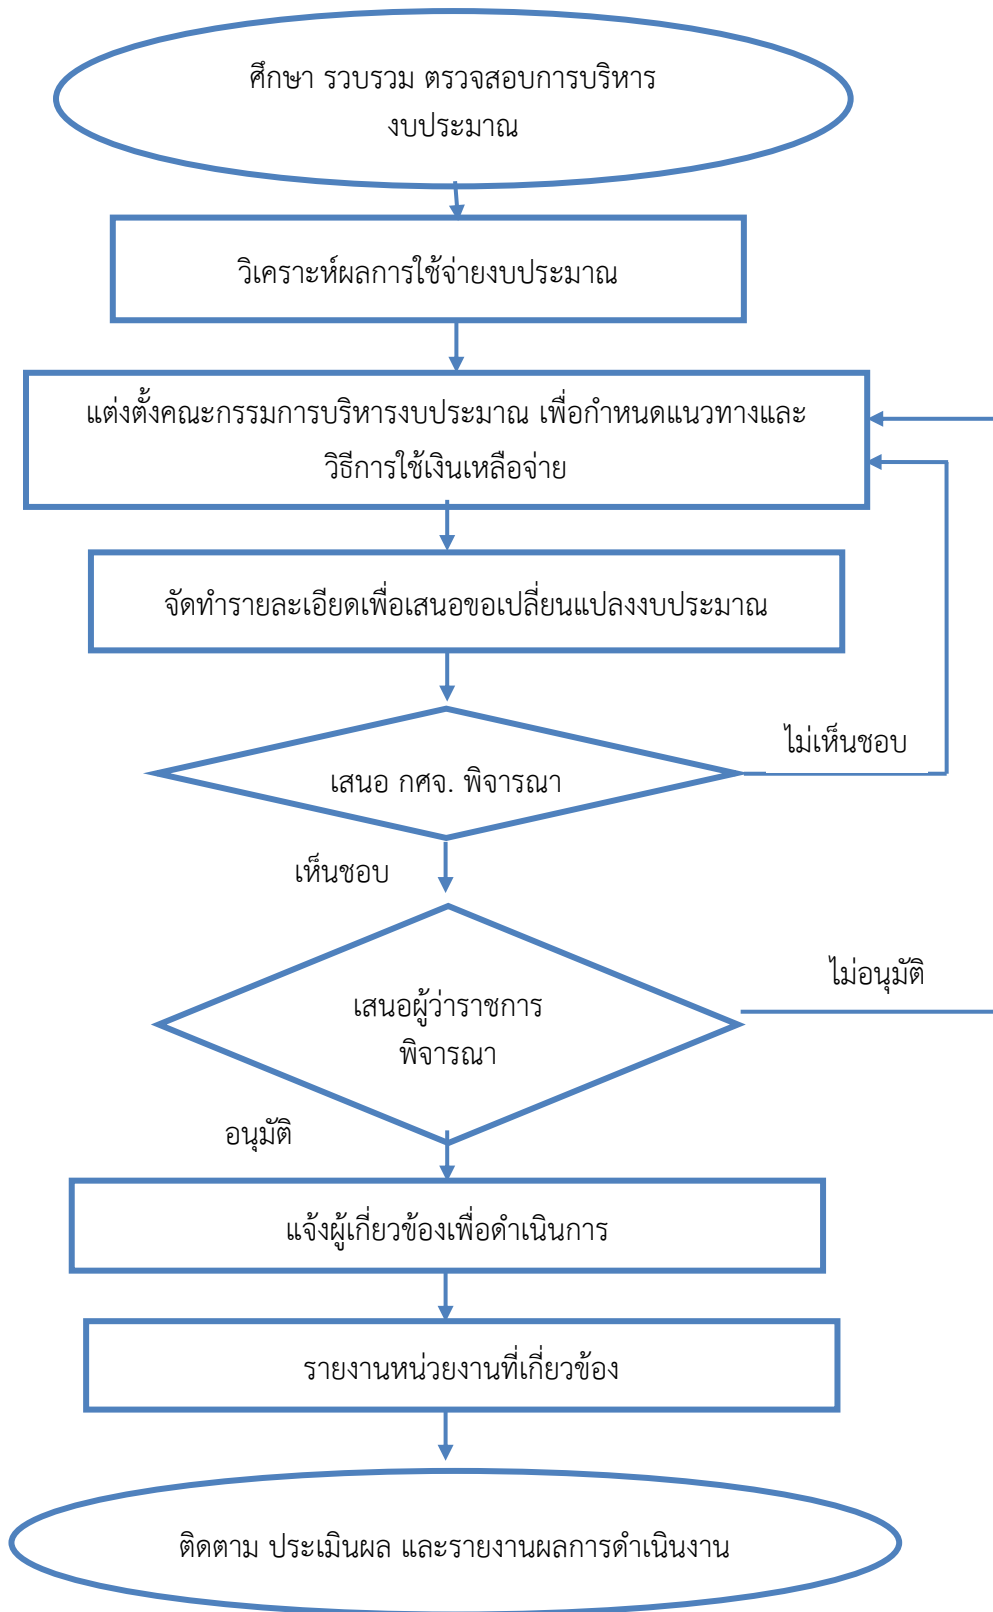 ศึกษา รวบรวม ตรวจสอบการบริหาร
งบประมาณ
วิเคราะห์ผลการใช้จ่ายงบประมาณ
แต่งตั้งคณะกรรมการบริหารงบประมาณ เพื่อกำหนดแนวทางและ
วิธีการใช้เงินเหลือจ่าย
จัดทำรายละเอียดเพื่อเสนอขอเปลี่ยนแปลงงบประมาณ
ไม่เห็นชอบ
เสนอ กศจ. พิจารณา
เห็นชอบ
ไม่อนุมัติ
เสนอผู้ว่าราชการ
พิจารณา
อนุมัติ
แจ้งผู้เกี่ยวข้องเพื่อดำเนินการ
รายงานหน่วยงานที่เกี่ยวข้อง
ติดตาม ประเมินผล และรายงานผลการดำเนินงาน